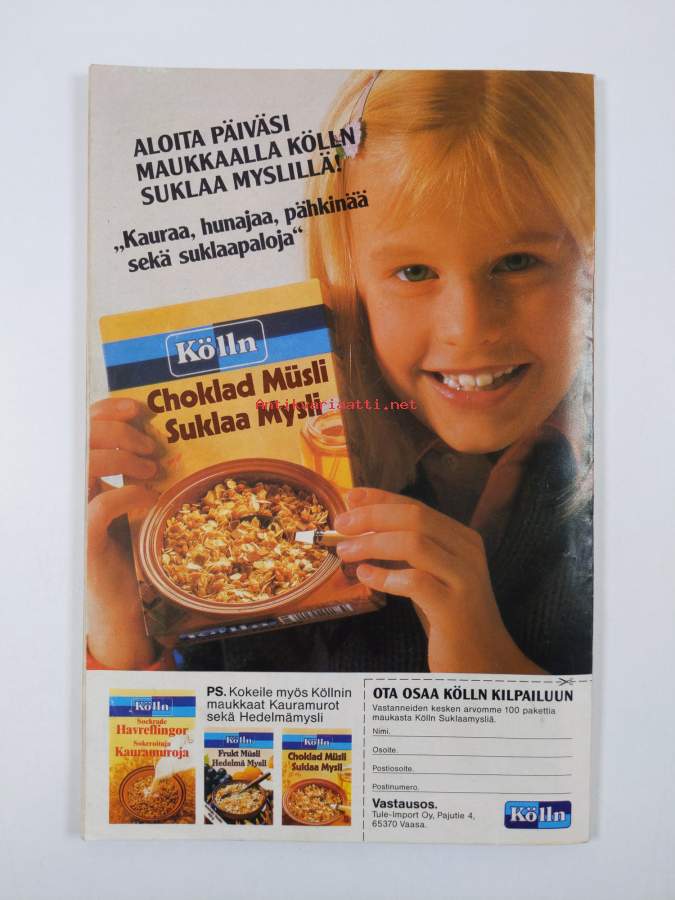 ALOITA PÄIVÄSI
MAUKKAALLA KÖLLN
SUKLAA MYSLILLÄ!
„Kauraa, hunajaa, pähkinää
sekä suklaapaloja“
Kölln
Choklad Müsli
Suklaa Mysli
Antikvariaatti.net
Kölln
Kölln
Sockrade
Havreflingor
Sokeroituja
Kauramuroja
PS. Kokeile myös Köllnin
maukkaat Kauramurot
sekä Hedelmämysli
Kölln
Frukt Müsli
Hedelmä Mysli
Kölln
Choklad Müsli
Suklaa Mysli
OTA OSAA KÖLLN KILPAILUUN
Vastanneiden kesken arvomme 100 pakettia
maukasta Kölln Suklaamysliä.
Nimi.
Osoite.
Postiosoite.
Postinumero.
Vastausos.
Tule-Import Oy, Pajutie 4,
65370 Vaasa.
Kölln